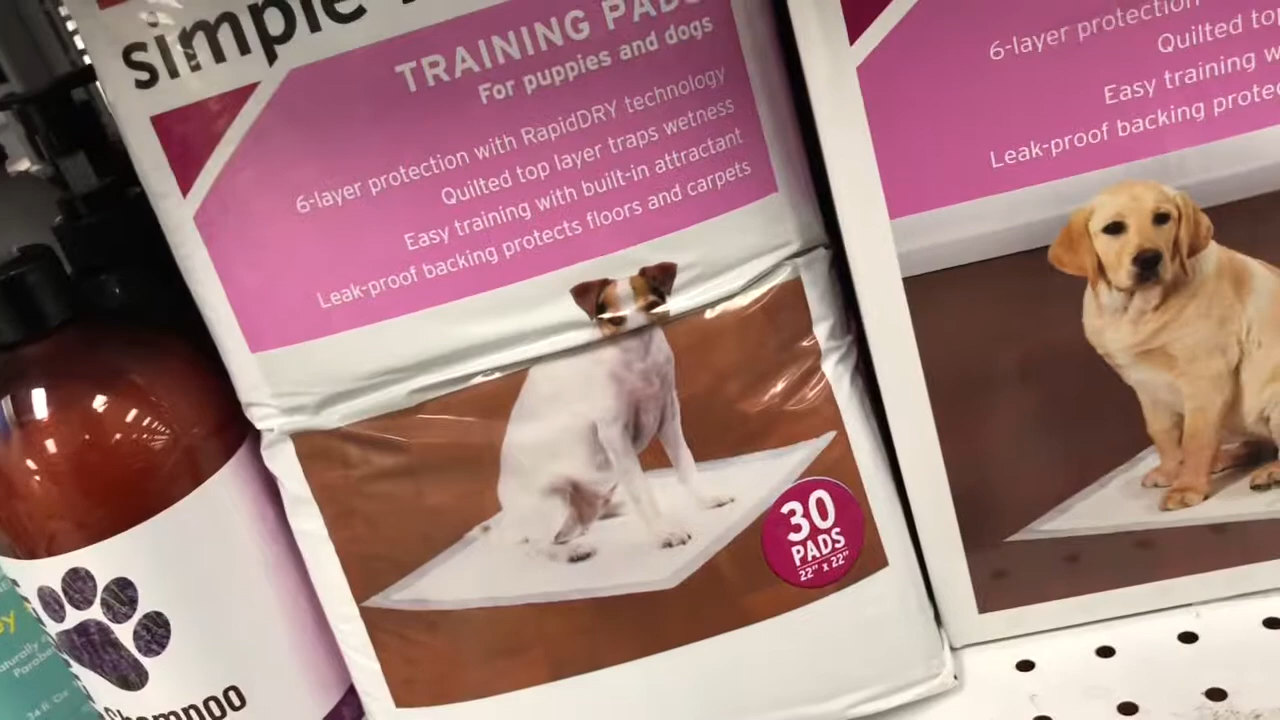 simple
TRAINING PADS
For puppies and dogs
6-layer protection with RapidDRY technology
Quilted top layer traps wetness
Easy training with built-in attractant
Leak-proof backing protects floors and carpets
30
PADS
22" x 22"
6-layer protection
Quilted
Easy training
Leak-proof backing
Shampoo